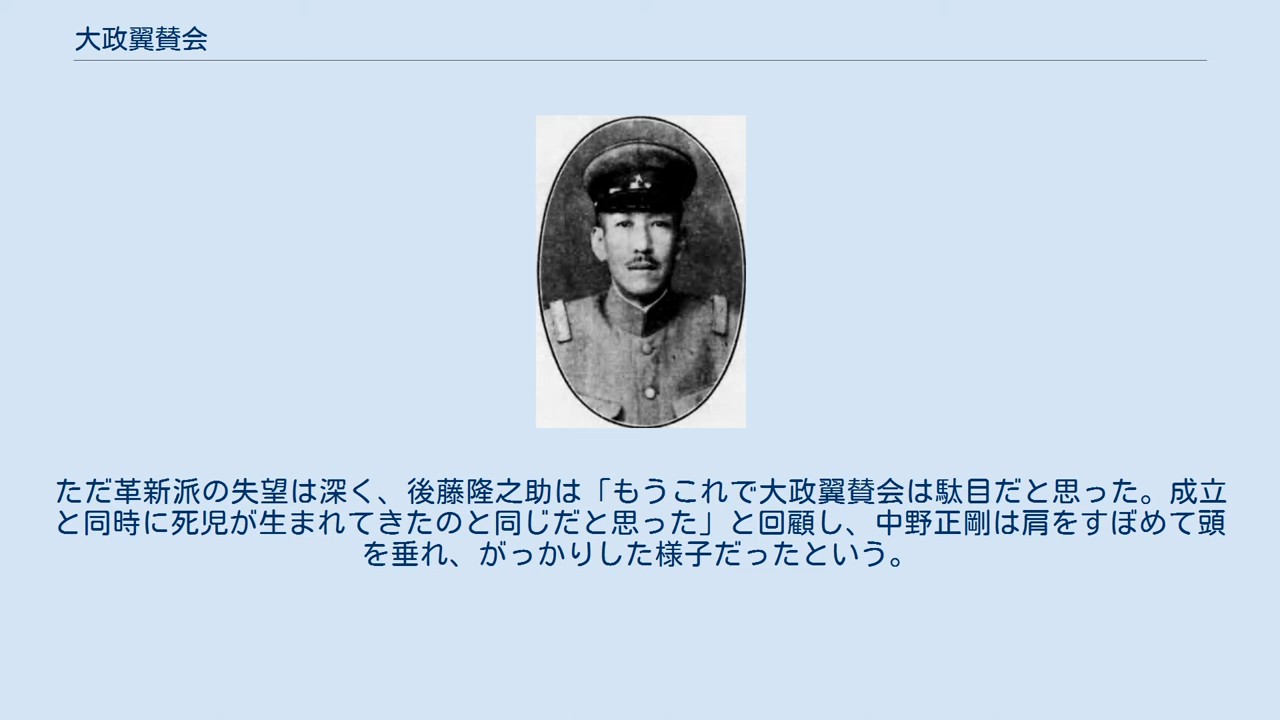 大政翼賛会
ただ革新派の失望は深く、後藤隆之助は「もうこれで大政翼賛会は駄目だと思った。成立
と同時に死児が生まれてきたのと同じだと思った」と回顧し、中野正剛は肩をすぼめて頭
を垂れ、がっかりした様子だったという。